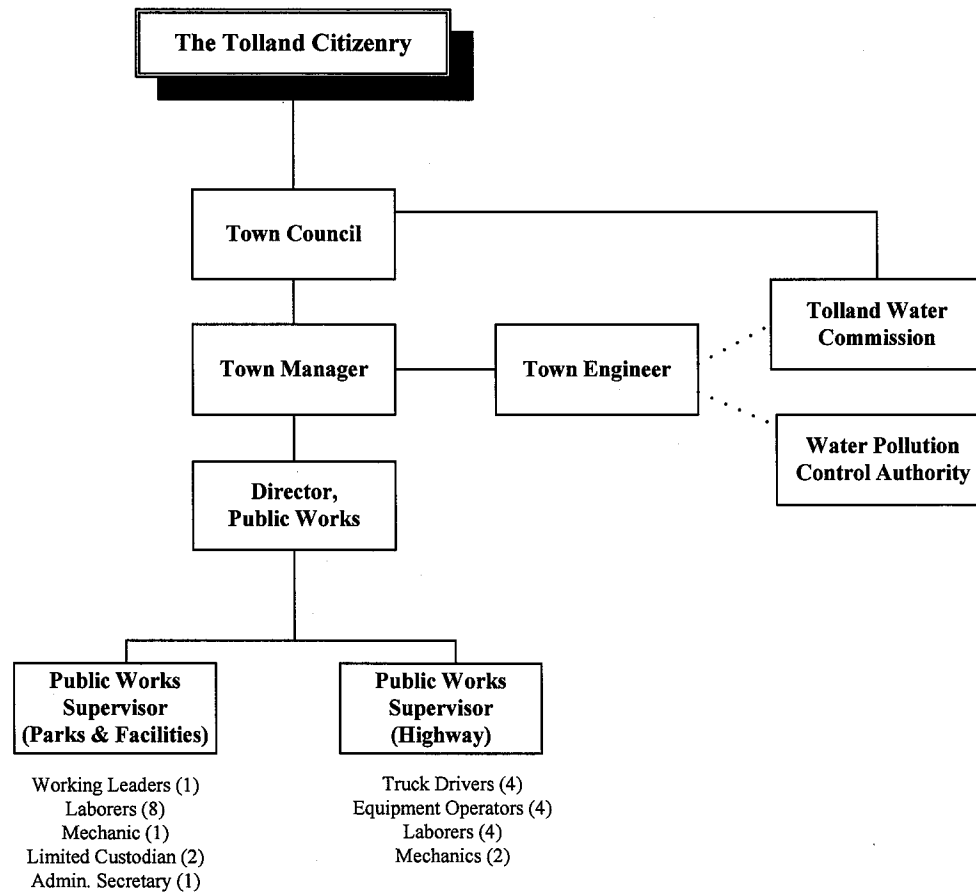 The Tolland Citizenry
Town Council
Tolland Water
Commission
Town Manager
Town Engineer
Water Pollution
Control Authority
Director,
Public Works
Public Works
Supervisor
(Parks & Facilities)
Working Leaders (1)
Laborers (8)
Mechanic (1)
Limited Custodian (2)
Admin. Secretary (1)
Public Works
Supervisor
(Highway)
Truck Drivers (4)
Equipment Operators (4)
Laborers (4)
Mechanics (2)